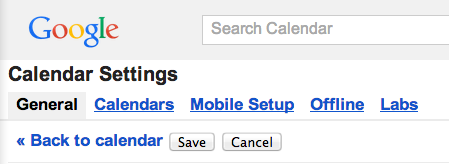 Google Search Calendar
Calendar Settings
General Calendars Mobile Setup Offline Labs
« Back to calendar Save Cancel